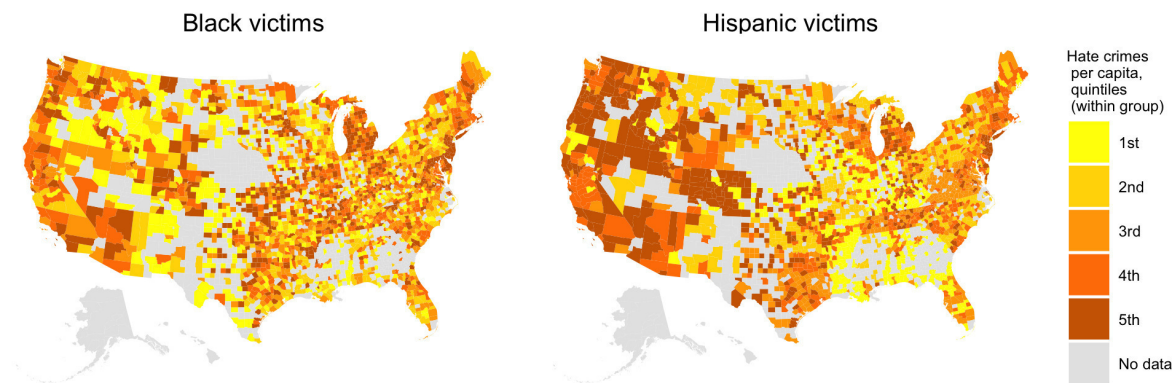 Black victims
Hispanic victims
Hate crimes
per capita,
quintiles
(within group)
1st
2nd
3rd
4th
5th
No data